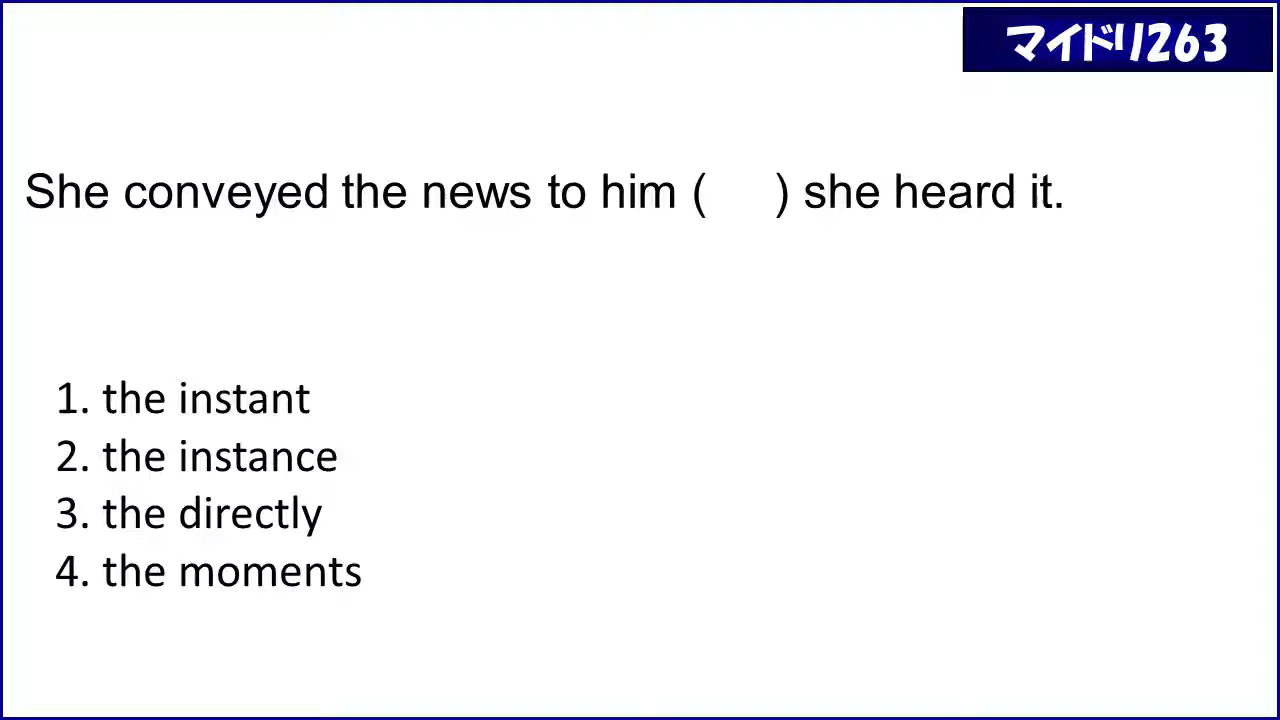 マイドリ263
She conveyed the news to him (     ) she heard it.
1. the instant
2. the instance
3. the directly
4. the moments